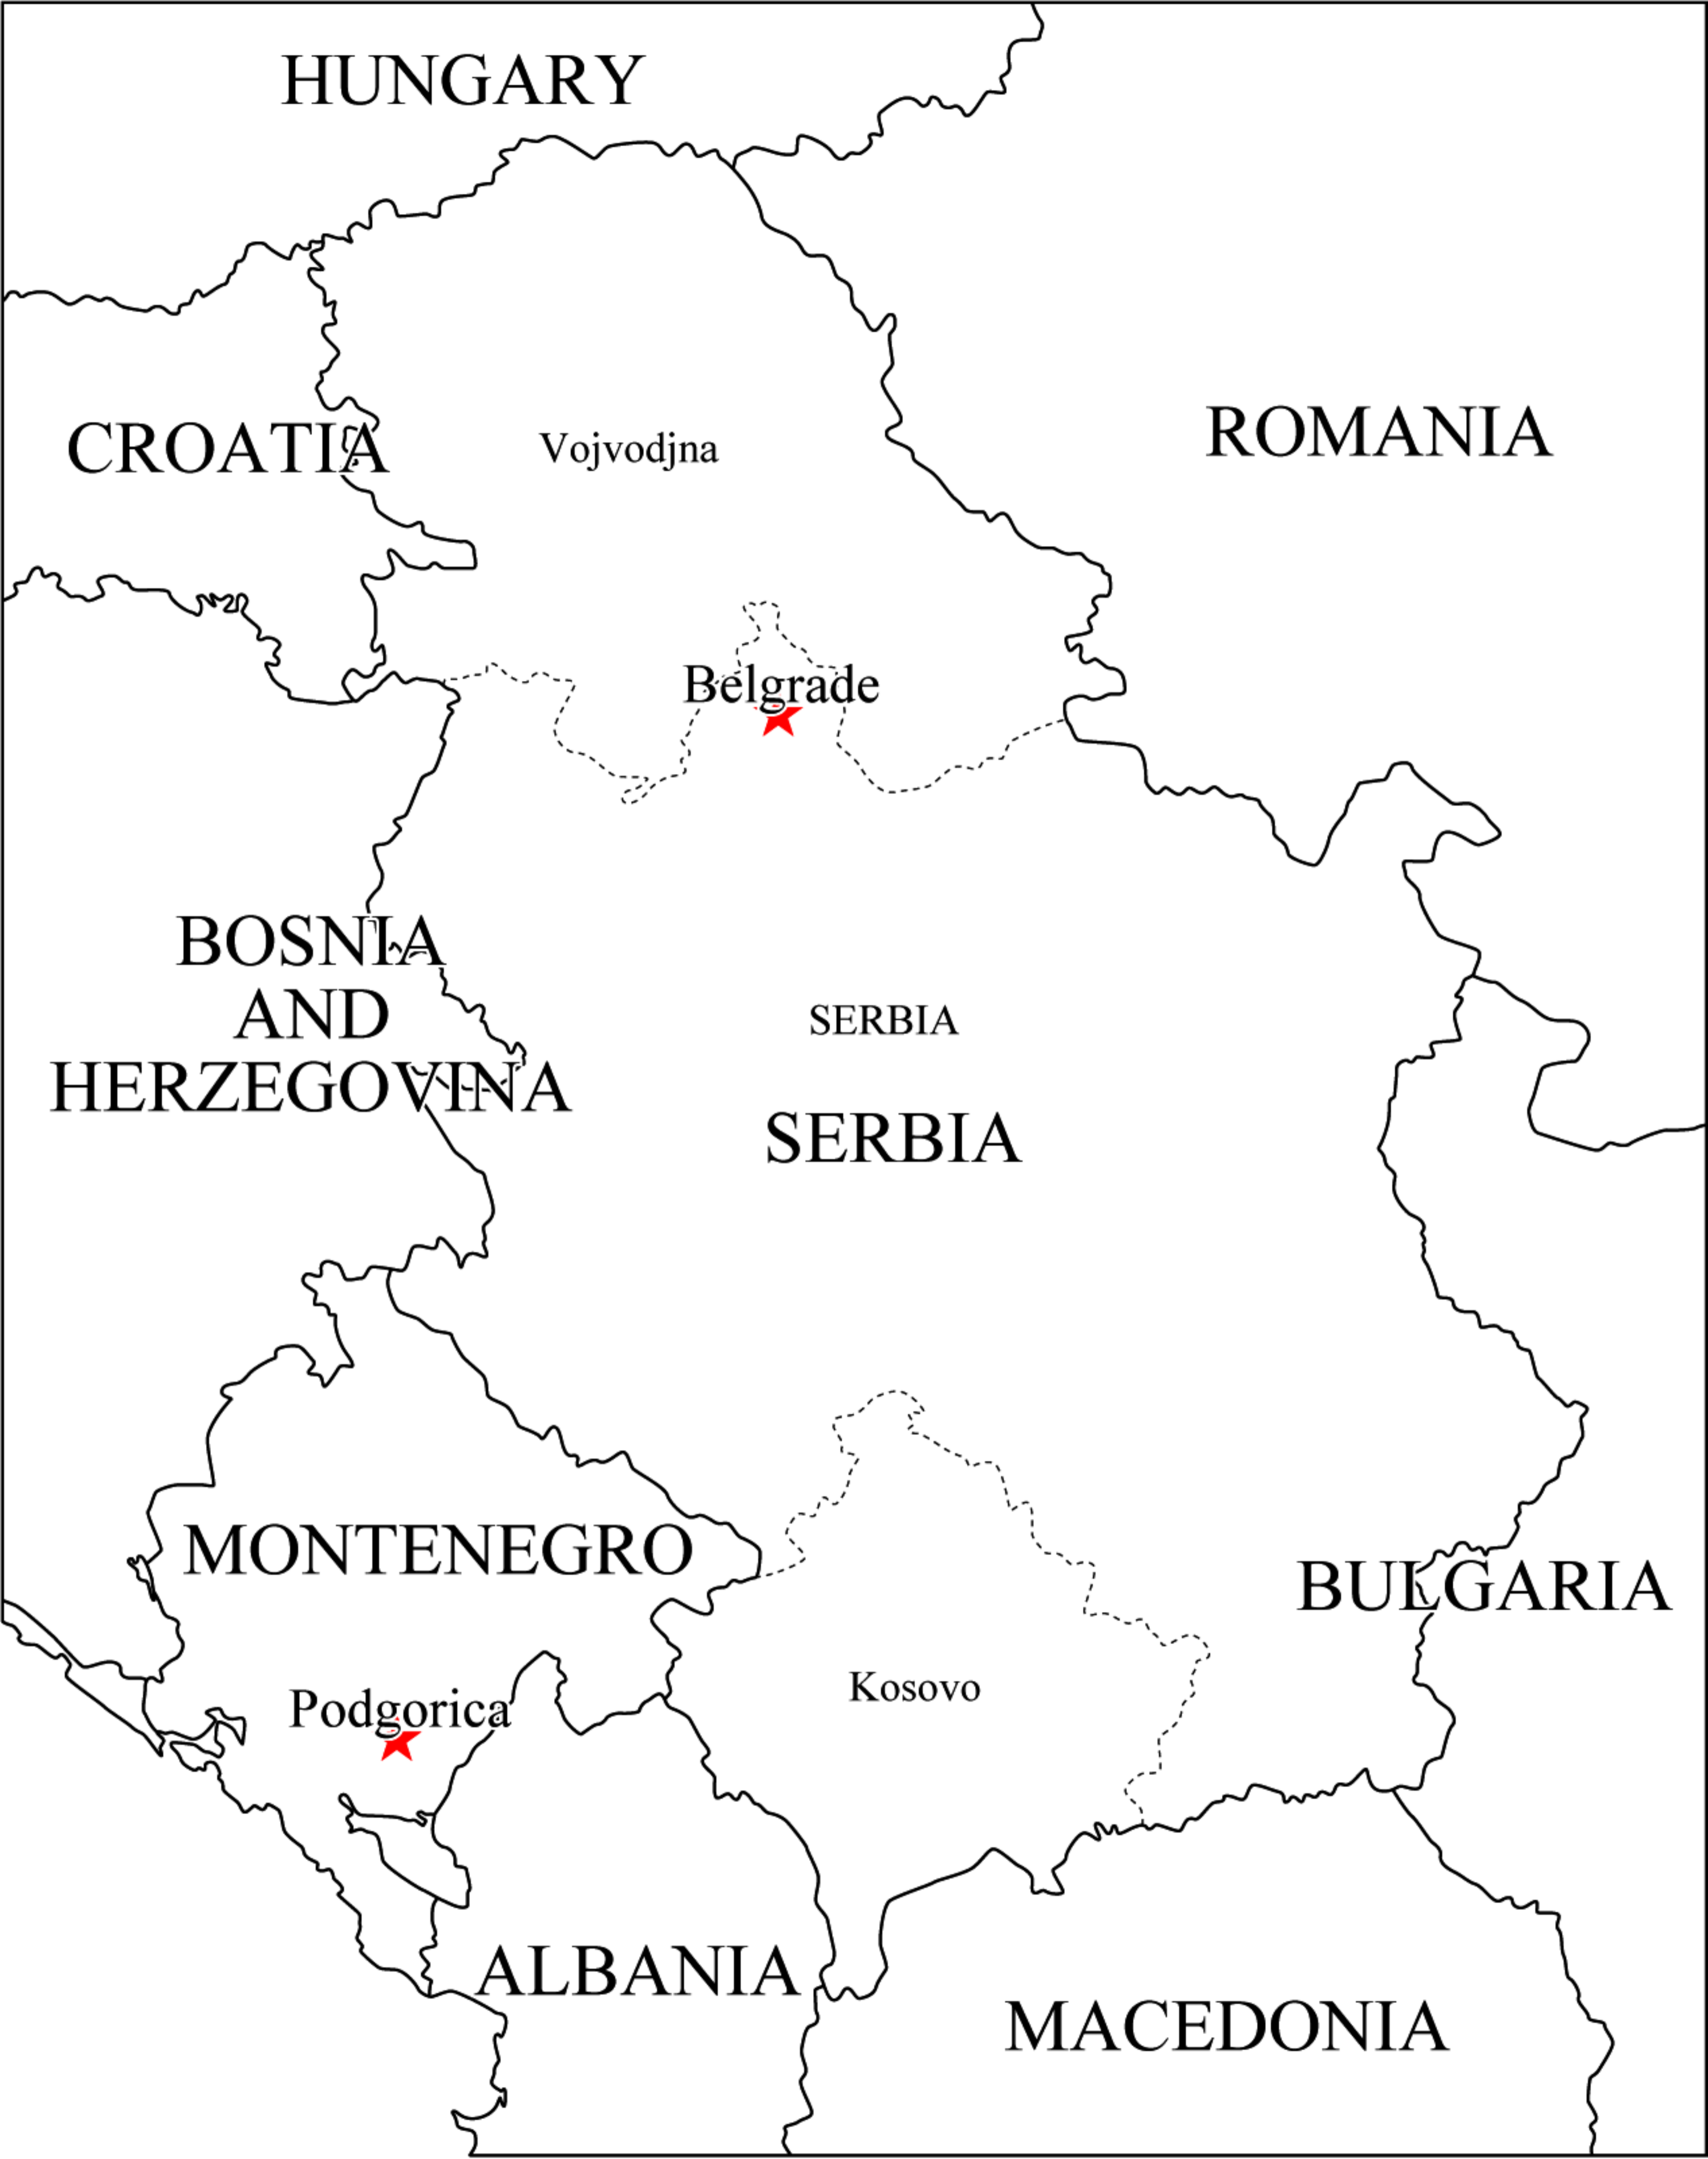 HUNGARY
CROATIA
Vojvodjna
ROMANIA
Belgrade
BOSNIA
AND
HERZEGOVINA
SERBIA
SERBIA
MONTENEGRO
BULGARIA
Kosovo
Podgorica
ALBANIA
MACEDONIA